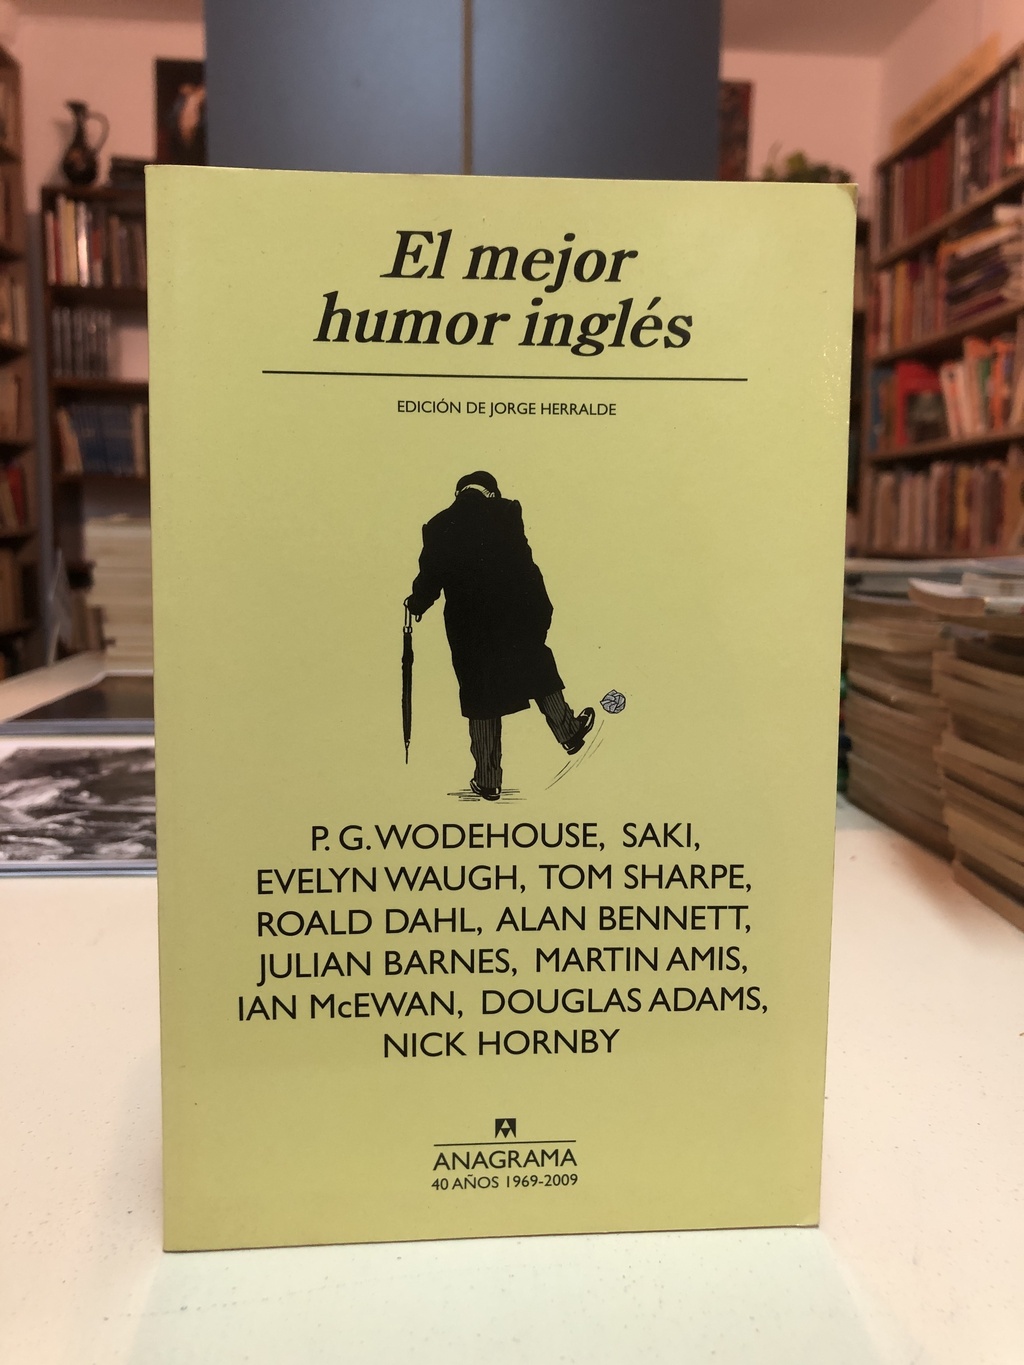 El mejor
humor inglés
EDICIÓN DE JORGE HERRALDE
P. G. WODEHOUSE, SAKI,
EVELYN WAUGH, TOM SHARPE,
ROALD DAHL, ALAN BENNETT,
JULIAN BARNES, MARTIN AMIS,
IAN McEWAN, DOUGLAS ADAMS,
NICK HORNBY
ANAGRAMA
40 AÑOS 1969-2009